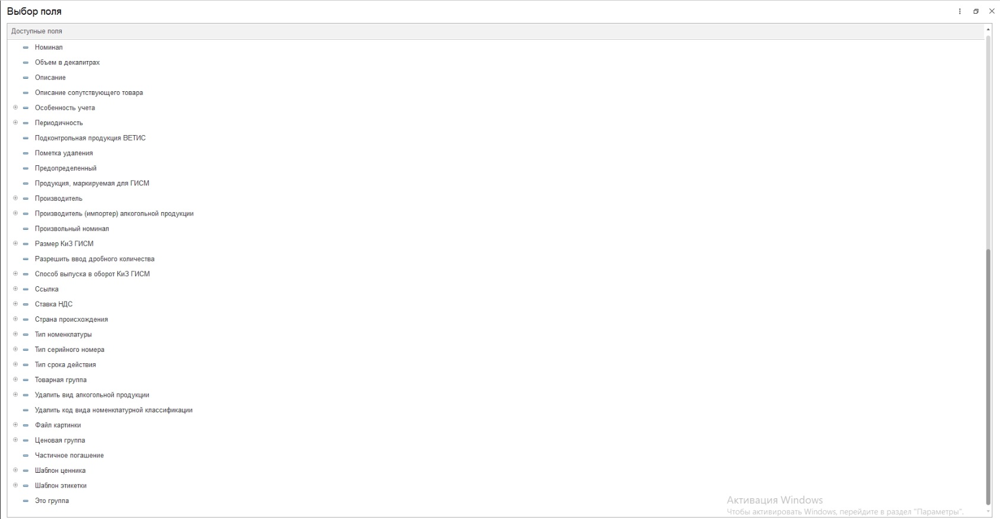 Выбор поля
Доступные поля
Номинал
Объем в декалитрах
Описание
Описание сопутствующего товара
Особенность учета
Периодичность
Подконтрольная продукция ВЕТИС
Пометка удаления
Предопределенный
Продукция, маркируемая для ГИСМ
Производитель
Производитель (импортер) алкогольной продукции
Произвольный номинал
Размер КиЗ ГИСМ
Разрешить ввод дробного количества
Способ выпуска в оборот КиЗ ГИСМ
Ссылка
Ставка НДС
Страна происхождения
Тип номенклатуры
Тип серийного номера
Тип срока действия
Товарная группа
Удалить вид алкогольной продукции
Удалить код вида номенклатурной классификации
Файл картинки
Ценовая группа
Частичное погашение
Шаблон ценника
Шаблон этикетки
Это группа
Активация Windows
Чтобы активировать Windows, перейдите в раздел "Параметры".